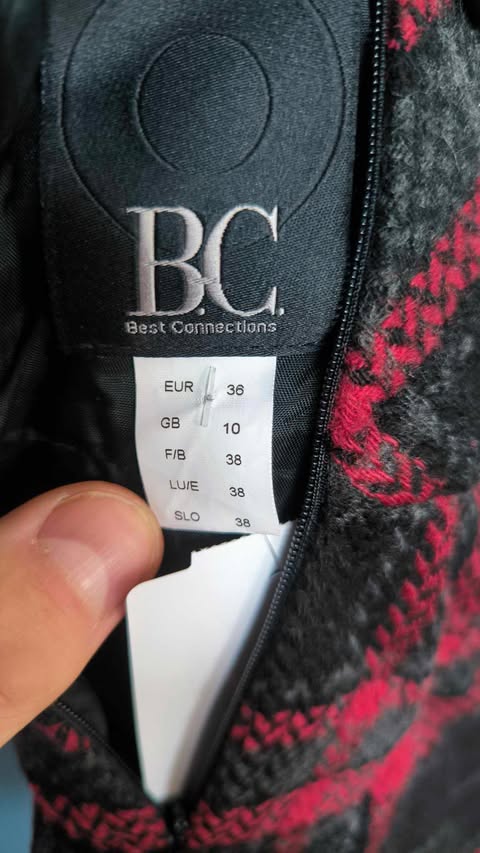 B.C.
Best Connections
EUR 36
GB 10
F/B 38
LU/E 38
SLO 38